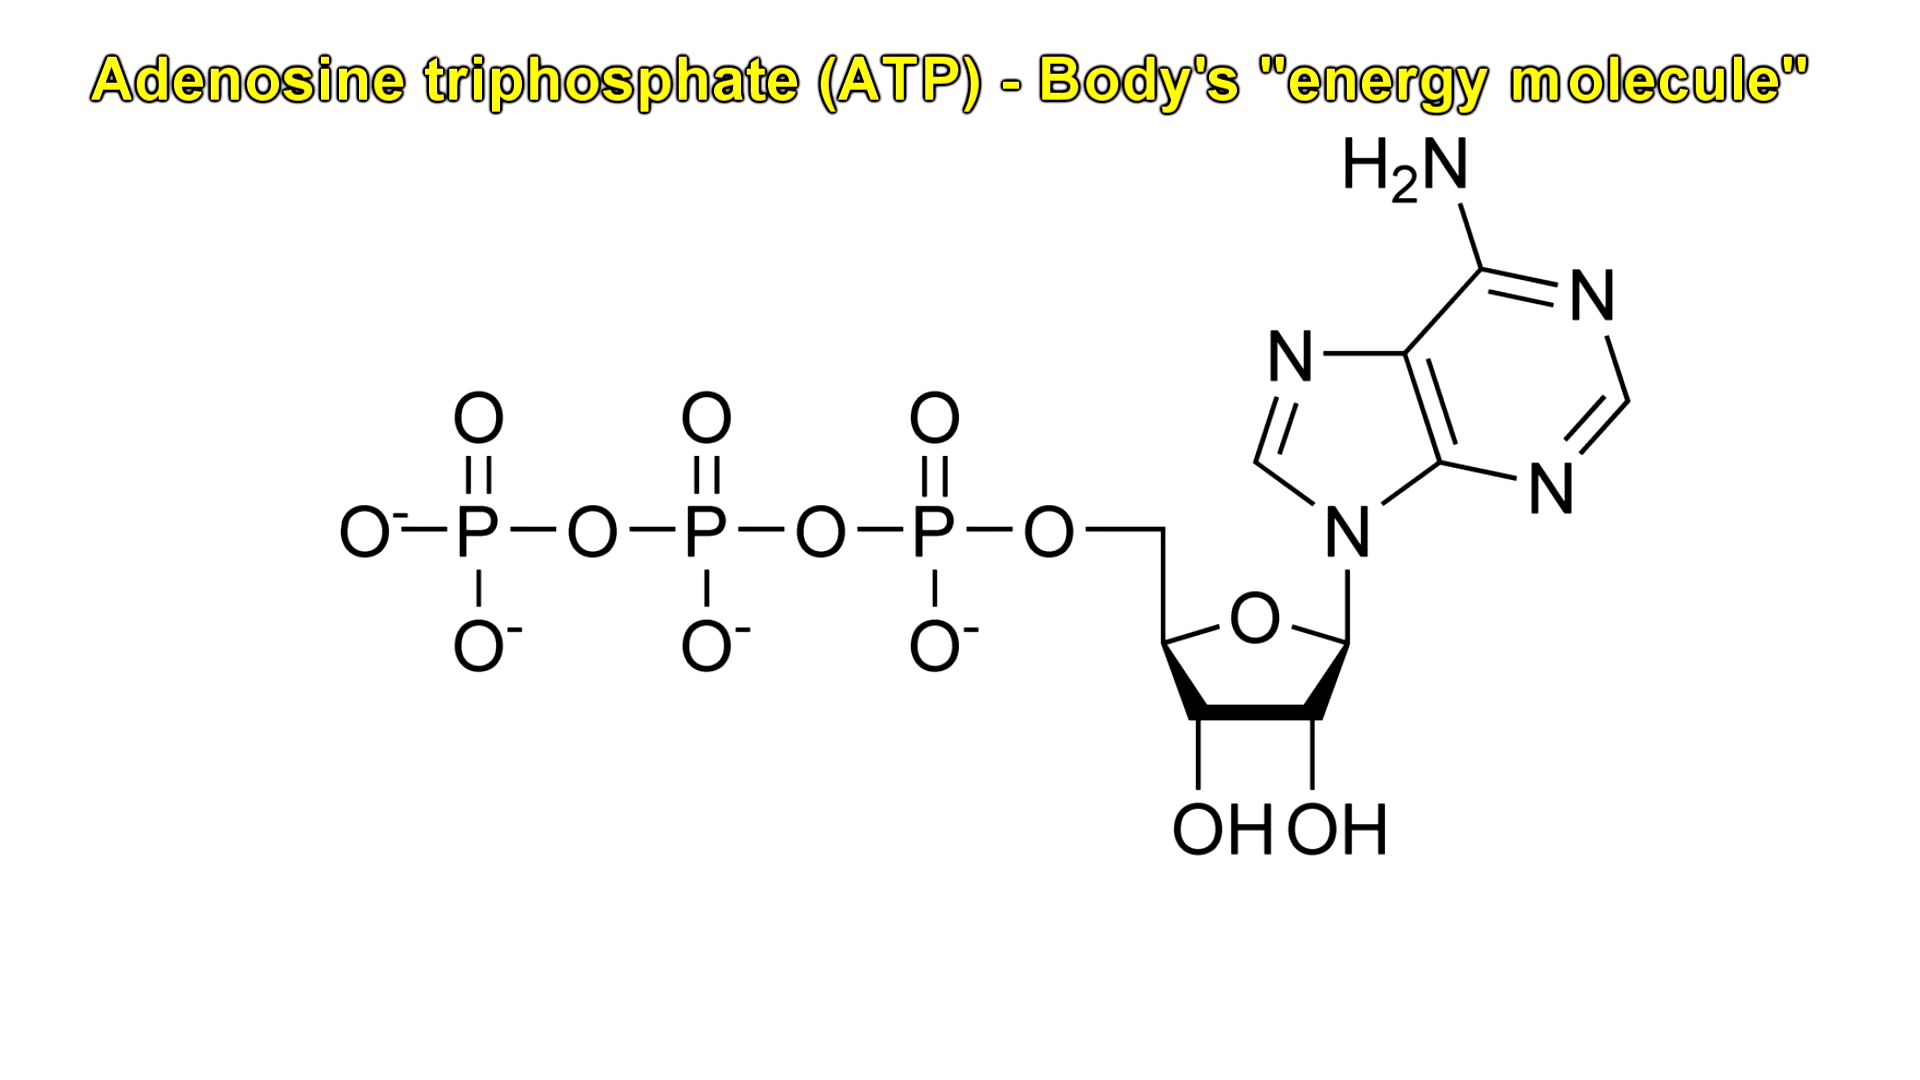 Adenosine triphosphate (ATP) - Body's "energy molecule"
H₂N
N
N
O O O
N
O⁻ P O P O P O N
O
O⁻ O⁻ O⁻
OH OH